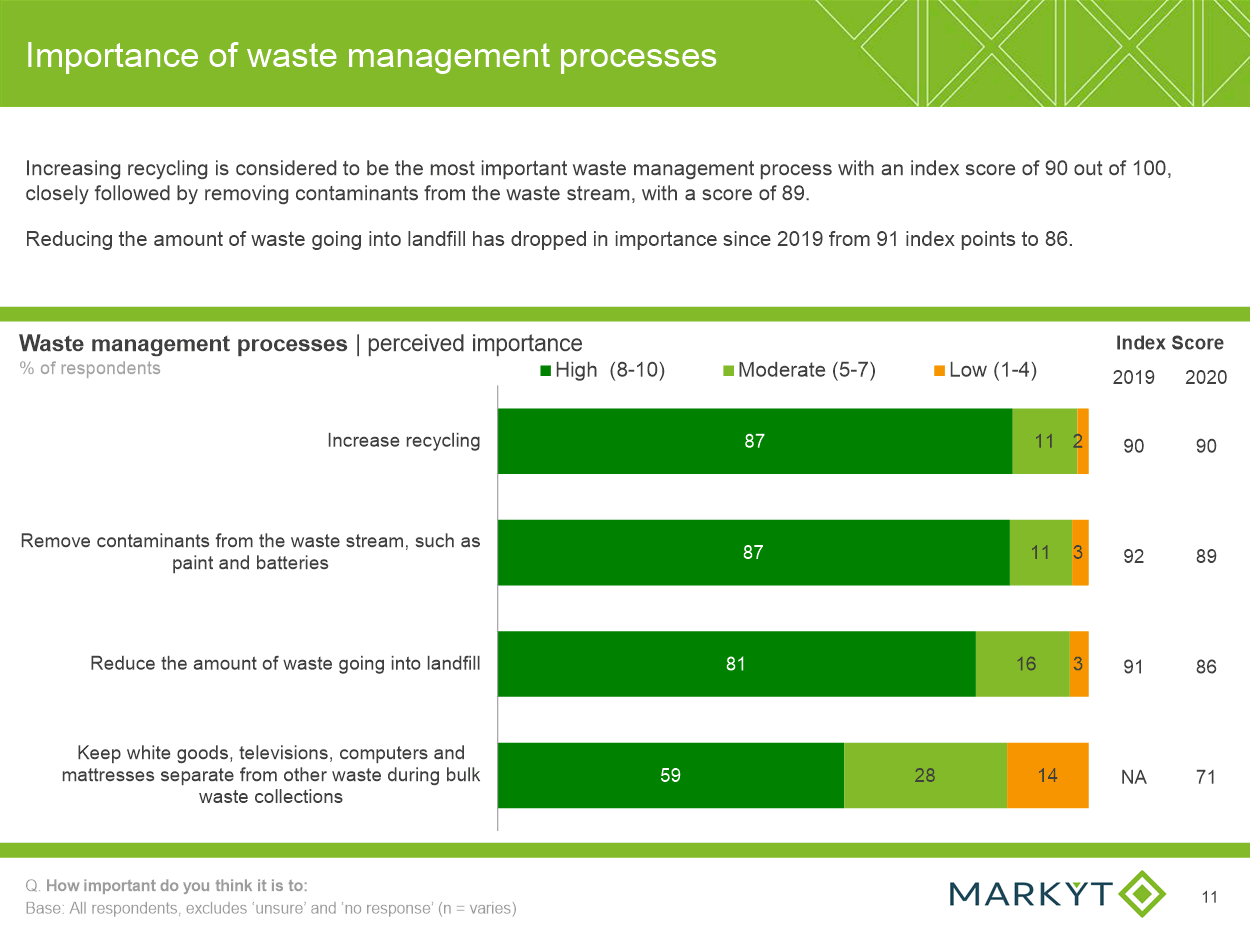 Importance of waste management processes
Increasing recycling is considered to be the most important waste management process with an index score of 90 out of 100,
closely followed by removing contaminants from the waste stream, with a score of 89.
Reducing the amount of waste going into landfill has dropped in importance since 2019 from 91 index points to 86.
Waste management processes | perceived importance
% of respondents
High (8-10) Moderate (5-7) Low (1-4)
Index Score
2019 2020
Increase recycling
87 11 2 90 90
Remove contaminants from the waste stream, such as
paint and batteries
87 11 3 92 89
Reduce the amount of waste going into landfill
81 16 3 91 86
Keep white goods, televisions, computers and
mattresses separate from other waste during bulk
waste collections
59 28 14 NA 71
Q. How important do you think it is to:
Base: All respondents, excludes 'unsure' and 'no response' (n = varies)
MARKYT
11